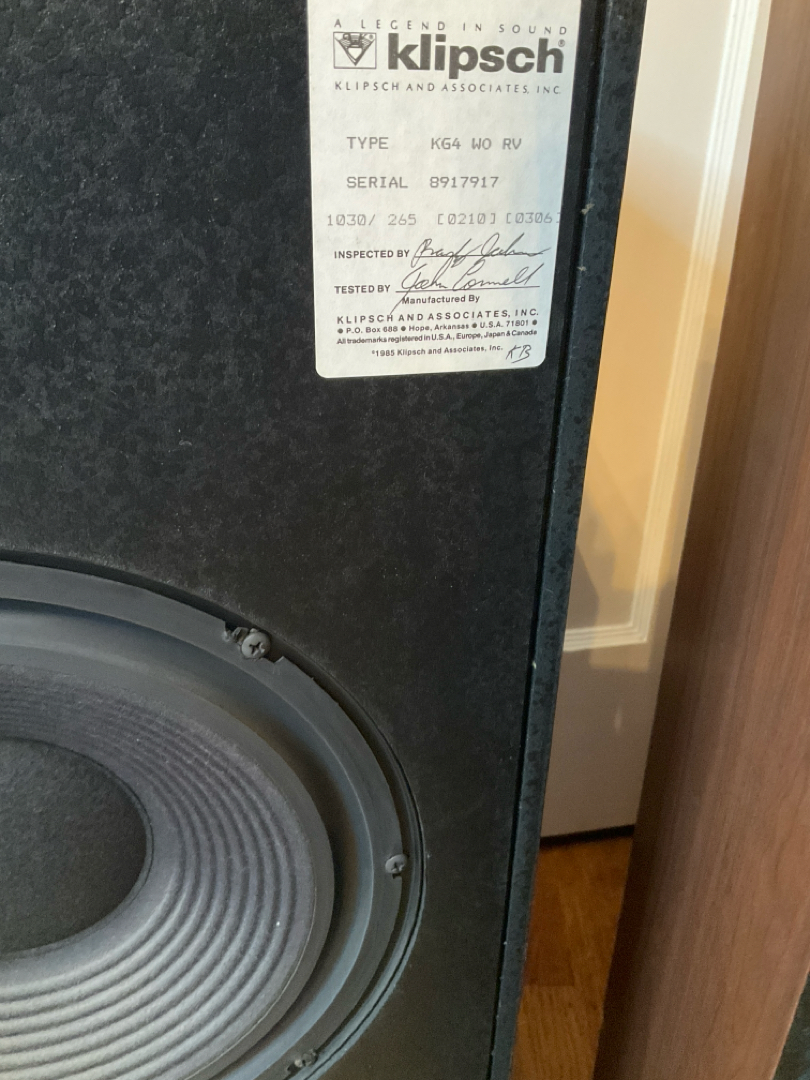 A LEGEND IN SOUND
klipsch®
KLIPSCH AND ASSOCIATES, INC.
TYPE KG4 WO RV
SERIAL 8917917
1030/ 265 [0210] [0306]
INSPECTED BY
TESTED BY John Connell
Manufactured By
KLIPSCH AND ASSOCIATES, INC.
● P.O. Box 688 ● Hope, Arkansas ● U.S.A. 71801 ●
All trademarks registered in U.S.A., Europe, Japan & Canada
©1985 Klipsch and Associates, Inc. KB